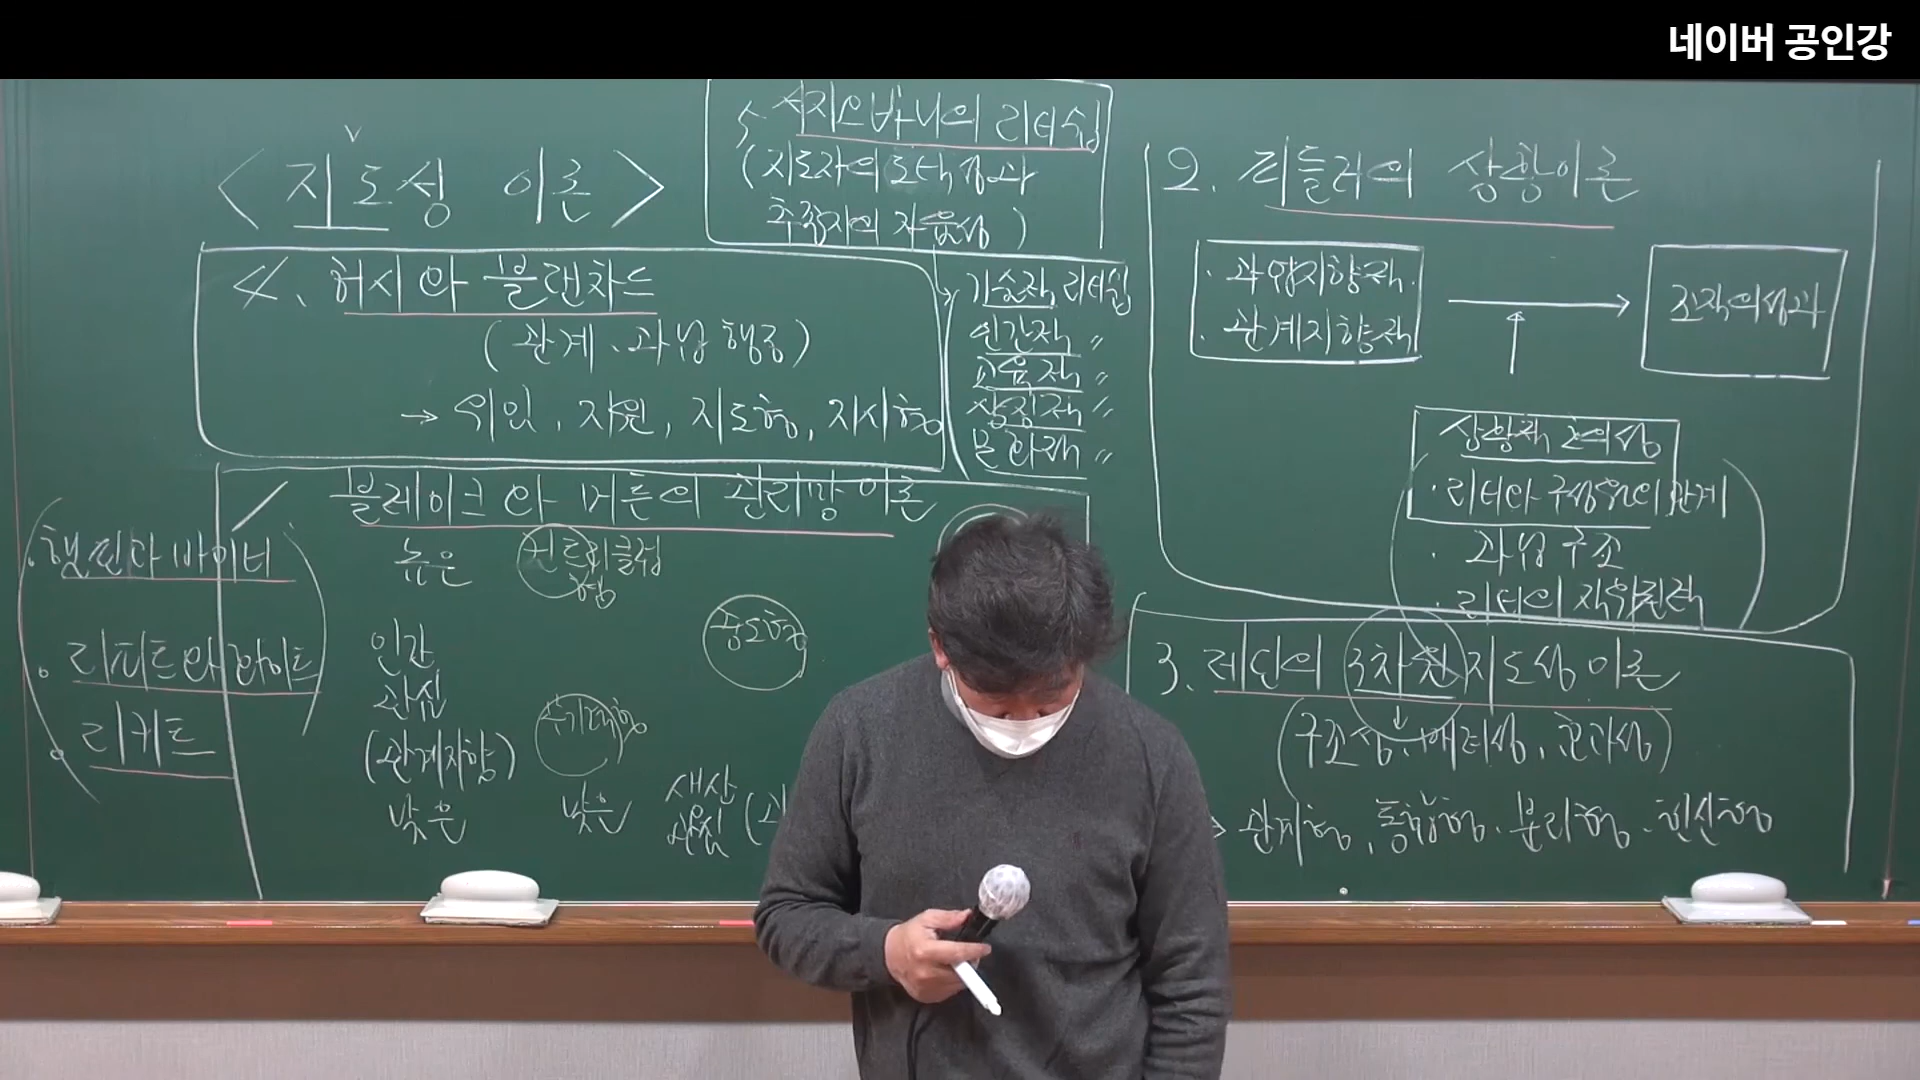 네이버 공인강
<지도성 이론>
5. 서지오바니의 리더십
(지도자의 도덕성과
추종자의 자율성)
4. 허시와 블랜차드
(관계, 과업행동)
→ 위임, 지원, 지도형, 지시형
기술적 리더십
인간적 〃
교육적 〃
상징적 〃
문화적 〃
블레이크와 머튼의 관리망 이론
높은
컨트리클럽
형
중도형
인간
관심
(관계지향)
낮은
낮은
생산
관심 (과
· 핼핀과 바이너
· 리피트와 화이트
· 리커트
2. 피들러의 상황이론
· 과업지향적
· 관계지향적
조직의 성과
상황적 호의성
· 리더와 구성원의 관계
· 과업구조
· 리더의 지위권력
3. 레딘의 3차원 지도성 이론
(구조성, 배려성, 효과성)
→ 관계형, 통합형, 분리형, 헌신형